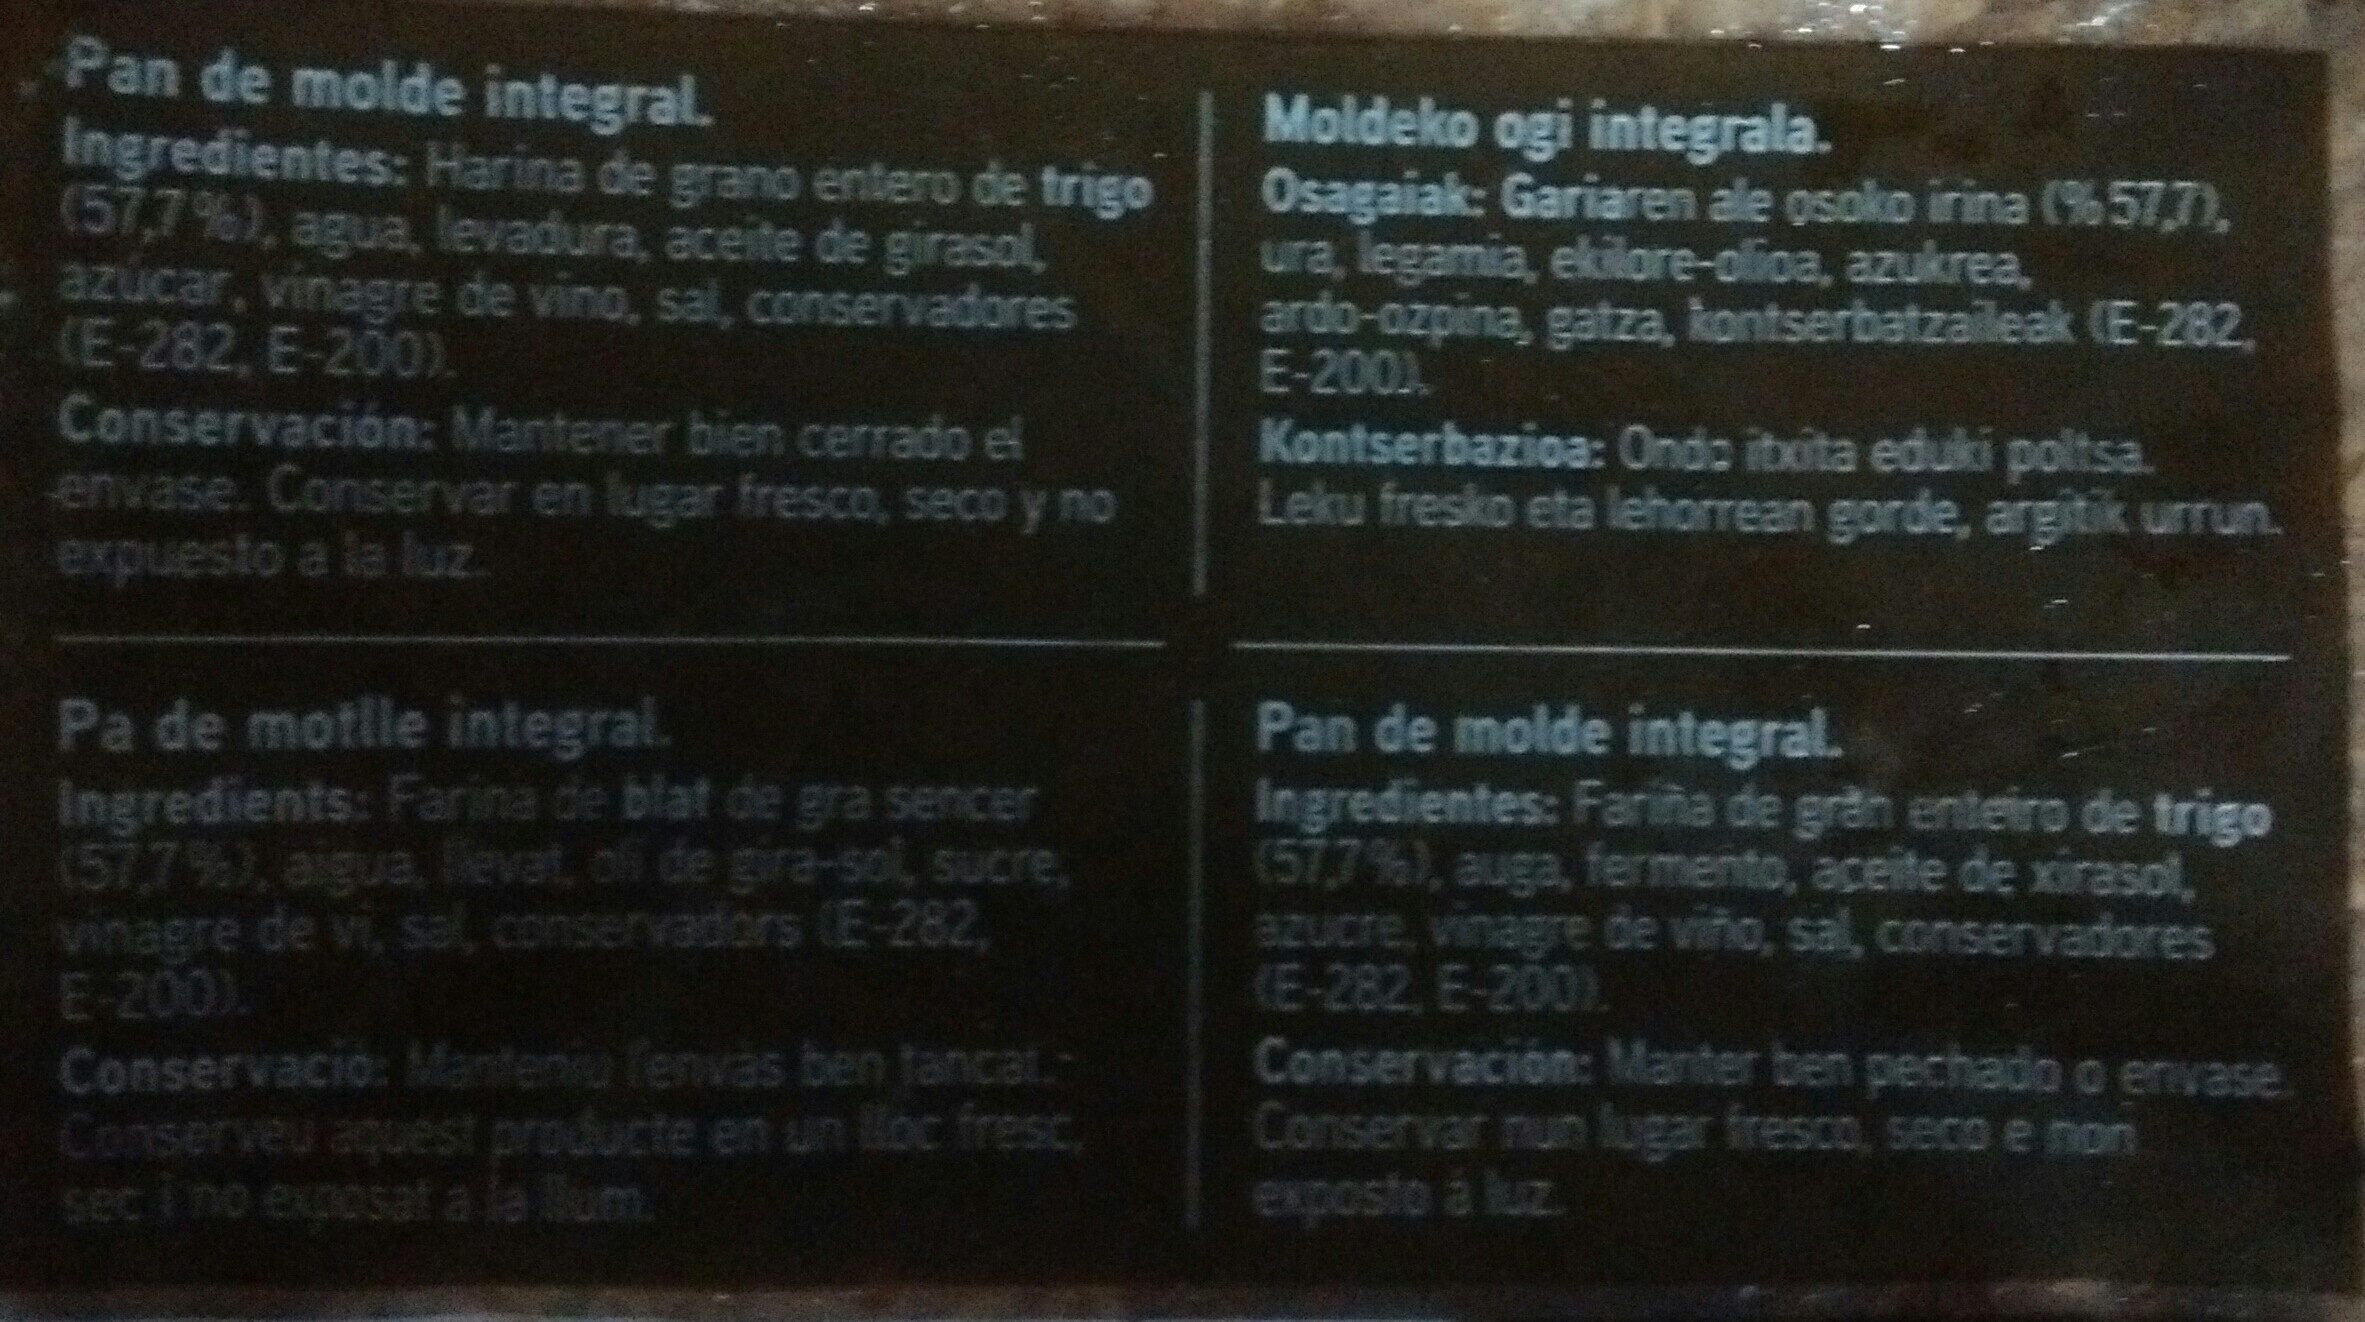 Pan de molde integral.
Ingredientes: Harina de grano entero de trigo
(57,7%), agua, levadura, aceite de girasol,
azúcar, vinagre de vino, sal, conservadores
(E-282, E-200).
Conservación: Mantener bien cerrado el
envase. Conservar en lugar fresco, seco y no
expuesto a la luz.
Moldeko ogi integrala.
Osagaiak: Gariaren ale osoko irina (%57,7),
ura, legamia, ekilore-olioa, azukrea,
ardo-ozpina, gatza, kontserbatzaileak (E-282,
E-200).
Kontserbazioa: Ondo itxita eduki poltsa.
Leku fresko eta lehorrean gorde, argitik urrun.
Pa de motlle integral.
Ingredients: Farina de blat de gra sencer
(57,7%), aigua, llevat, oli de gira-sol, sucre,
vinagre de vi, sal, conservadors (E-282,
E-200).
Conservació: Manteniu l'envàs ben tancat.
Conserveu aquest producte en un lloc fresc,
sec i no exposat a la llum.
Pan de molde integral.
Ingredientes: Fariña de gran enteiro de trigo
(57,7%), auga, fermento, aceite de xirasol,
azucre, vinagre de viño, sal, conservadores
(E-282, E-200).
Conservación: Manter ben pechado o envase.
Conservar nun lugar fresco, seco e non
exposto á luz.